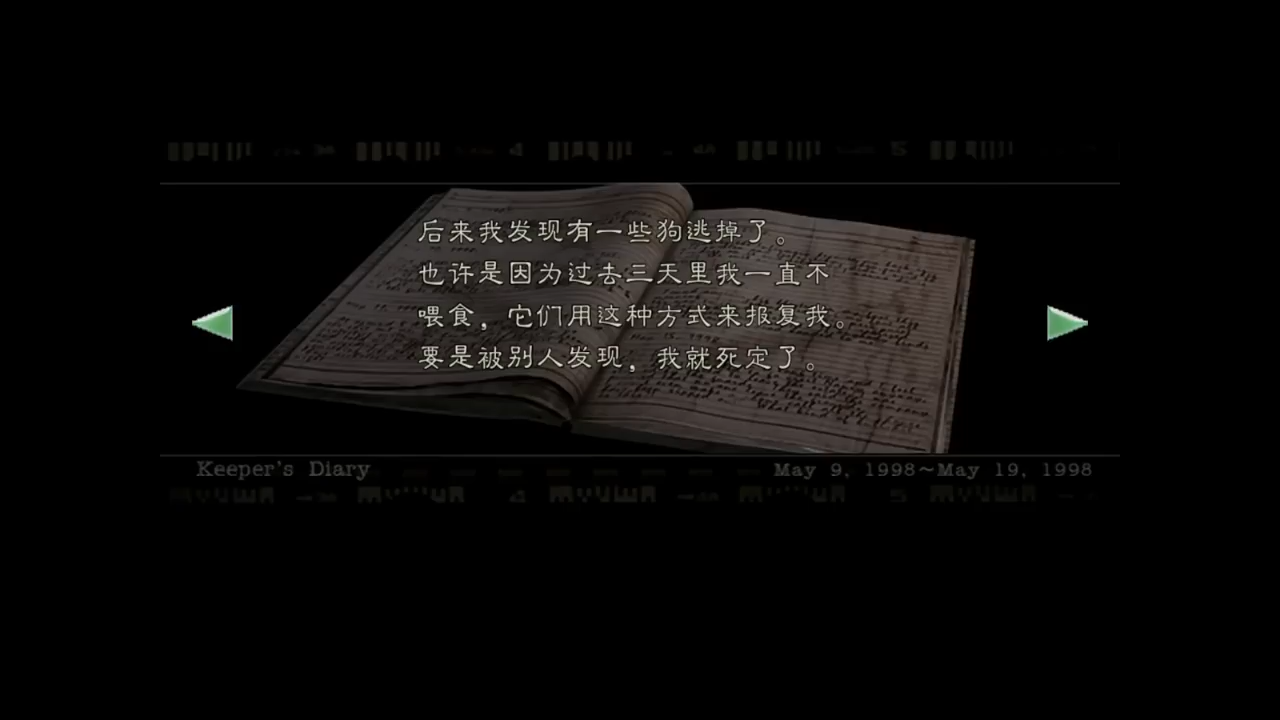 后来我发现有一些狗逃掉了。
也许是因为过去三天里我一直不
喂食，它们用这种方式来报复我。
要是被别人发现，我就死定了。
Keeper's Diary
May 9, 1998~May 19, 1998